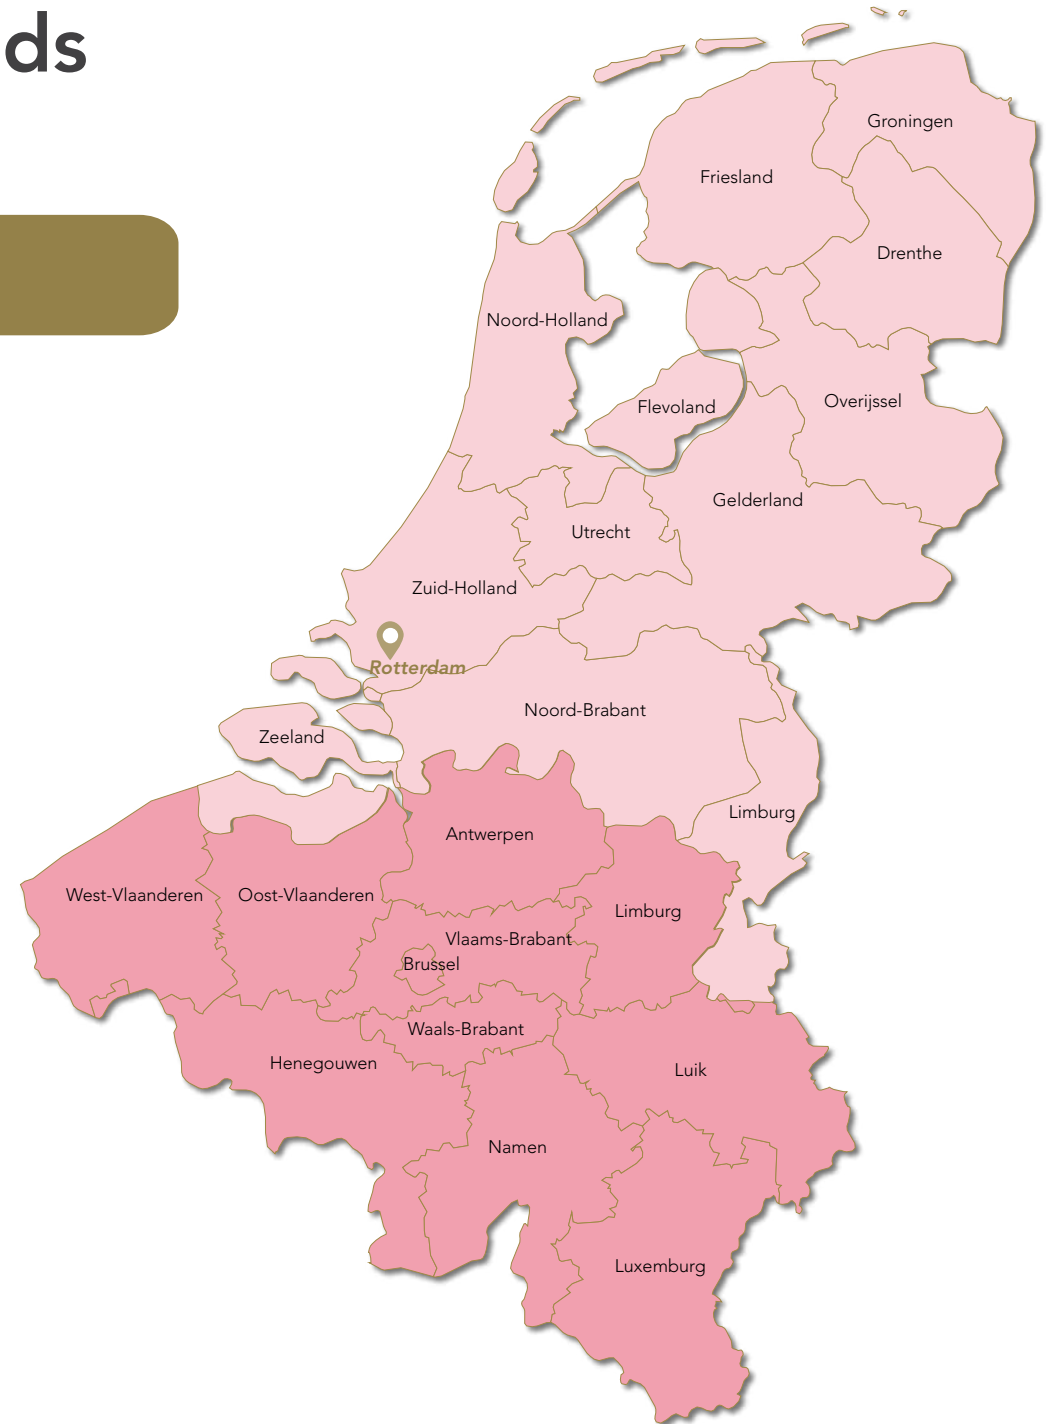 ds
Groningen
Friesland
Drenthe
Noord-Holland
Overijssel
Flevoland
Gelderland
Utrecht
Zuid-Holland
Rotterdam
Noord-Brabant
Zeeland
Limburg
Antwerpen
West-Vlaanderen
Oost-Vlaanderen
Limburg
Vlaams-Brabant
Brussel
Waals-Brabant
Henegouwen
Luik
Namen
Luxemburg